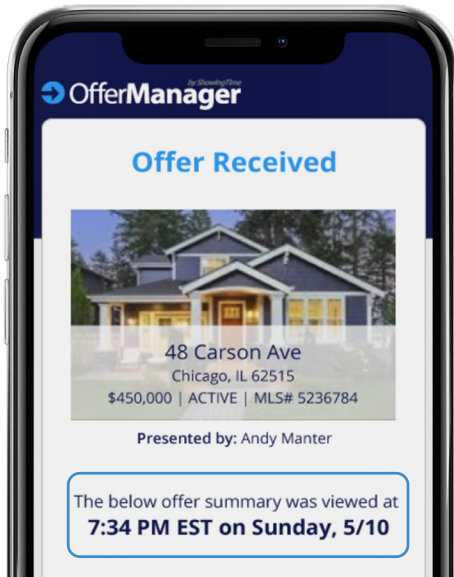 by ShowingTime
OfferManager
Offer Received
48 Carson Ave
Chicago, IL 62515
$450,000 | ACTIVE | MLS# 5236784
Presented by: Andy Manter
The below offer summary was viewed at
7:34 PM EST on Sunday, 5/10